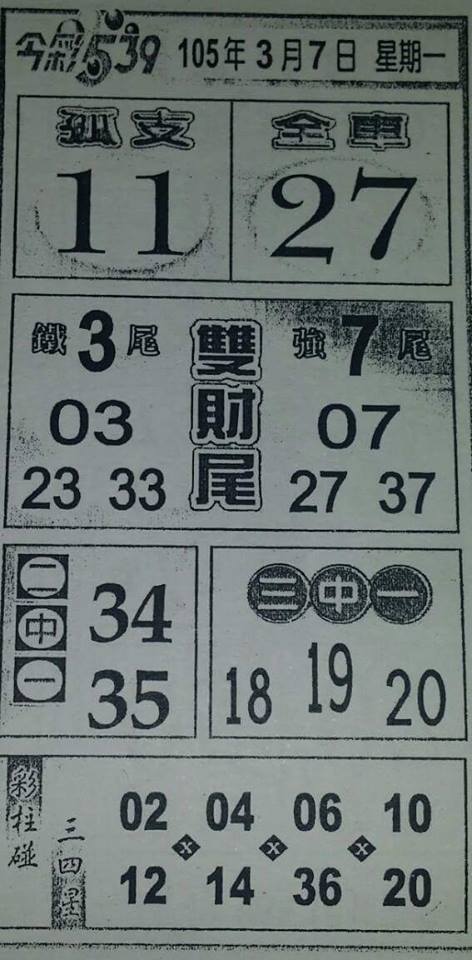 今彩539 105年3月7日 星期一
孤支 全車
11 27
鐵3尾 雙財尾 強7尾
03 07
23 33 27 37
二中一 三中一
34
35
18 19 20
彩柱碰 三四星
02 04 06 10
x x x
12 14 36 20